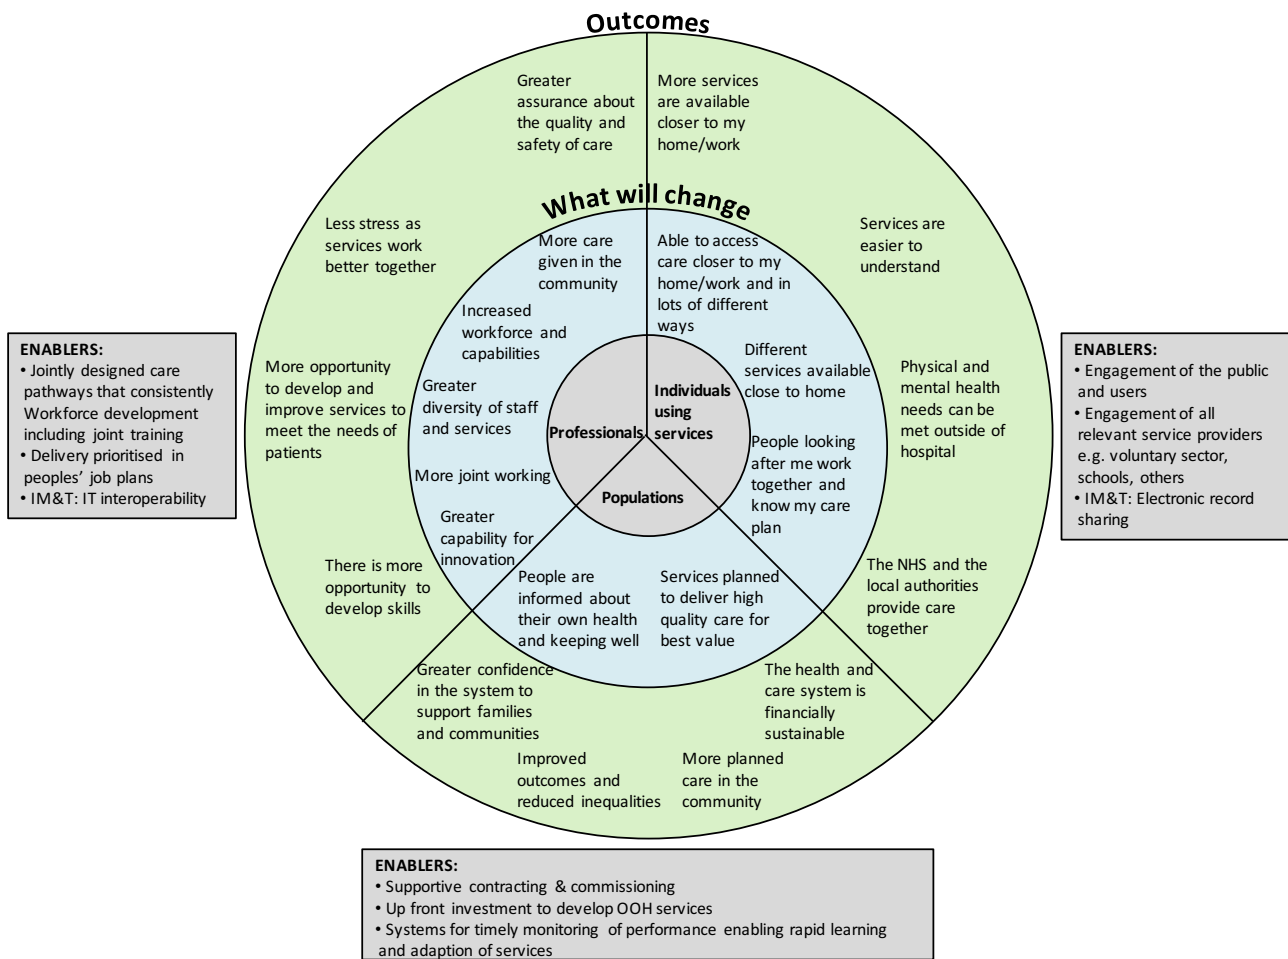 Outcomes
Greater
assurance about
the quality and
safety of care
More services
are available
closer to my
home/work
Less stress as
services work
better together
Services are
easier to
understand
More opportunity
to develop and
improve services to
meet the needs of
patients
Physical and
mental health
needs can be
met outside of
hospital
There is more
opportunity to
develop skills
The NHS and the
local authorities
provide care
together
Greater confidence
in the system to
support families
and communities
The health and
care system is
financially
sustainable
Improved
outcomes and
reduced inequalities
More planned
care in the
community
What will change
More care
given in the
community
Able to access
care closer to my
home/work and in
lots of different
ways
Increased
workforce and
capabilities
Different
services available
close to home
Greater
diversity of staff
and services
People looking
after me work
together and
know my care
plan
More joint working
Greater
capability for
innovation
People are
informed about
their own health
and keeping well
Services planned
to deliver high
quality care for
best value
Professionals
Individuals
using
services
Populations
ENABLERS:
• Jointly designed care
pathways that consistently
Workforce development
including joint training
• Delivery prioritised in
peoples’ job plans
• IM&T: IT interoperability
ENABLERS:
• Engagement of the public
and users
• Engagement of all
relevant service providers
e.g. voluntary sector,
schools, others
• IM&T: Electronic record
sharing
ENABLERS:
• Supportive contracting & commissioning
• Up front investment to develop OOH services
• Systems for timely monitoring of performance enabling rapid learning
and adaption of services